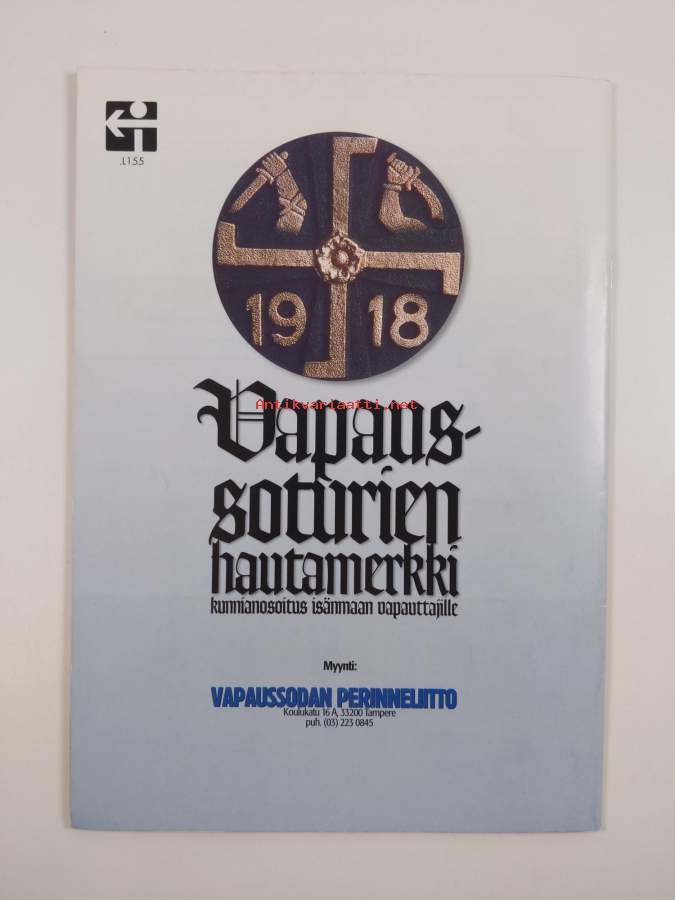 .L155
19 18
Antikvariaatti.net
Vapaus-
soturien
hautamerkki
kunnianosoitus isänmaan vapauttajille
Myynti:
VAPAUSSODAN PERINNELIITTO
Koulukatu 16 A, 33200 Tampere
puh. (03) 223 0845